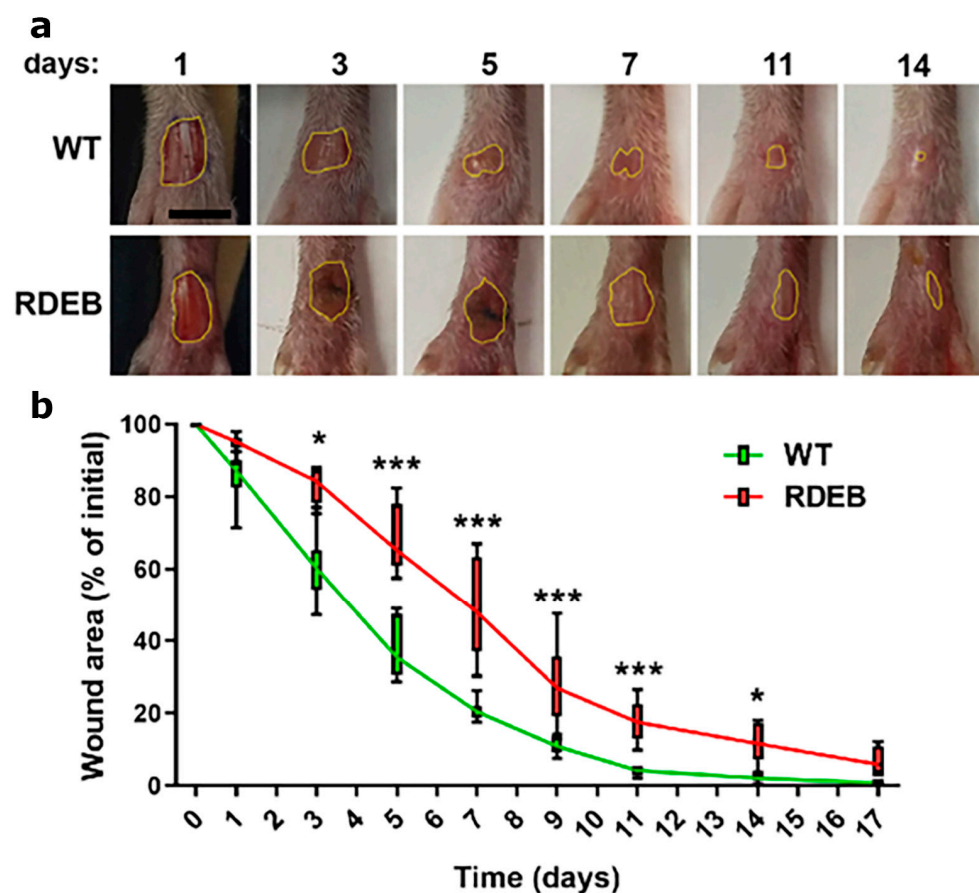 a
days: 1 3 5 7 11 14
WT
RDEB
b
Wound area (% of initial)
100
80
60
40
20
0
* *** *** *** *** *
WT
RDEB
0 1 2 3 4 5 6 7 8 9 10 11 12 13 14 15 16 17
Time (days)